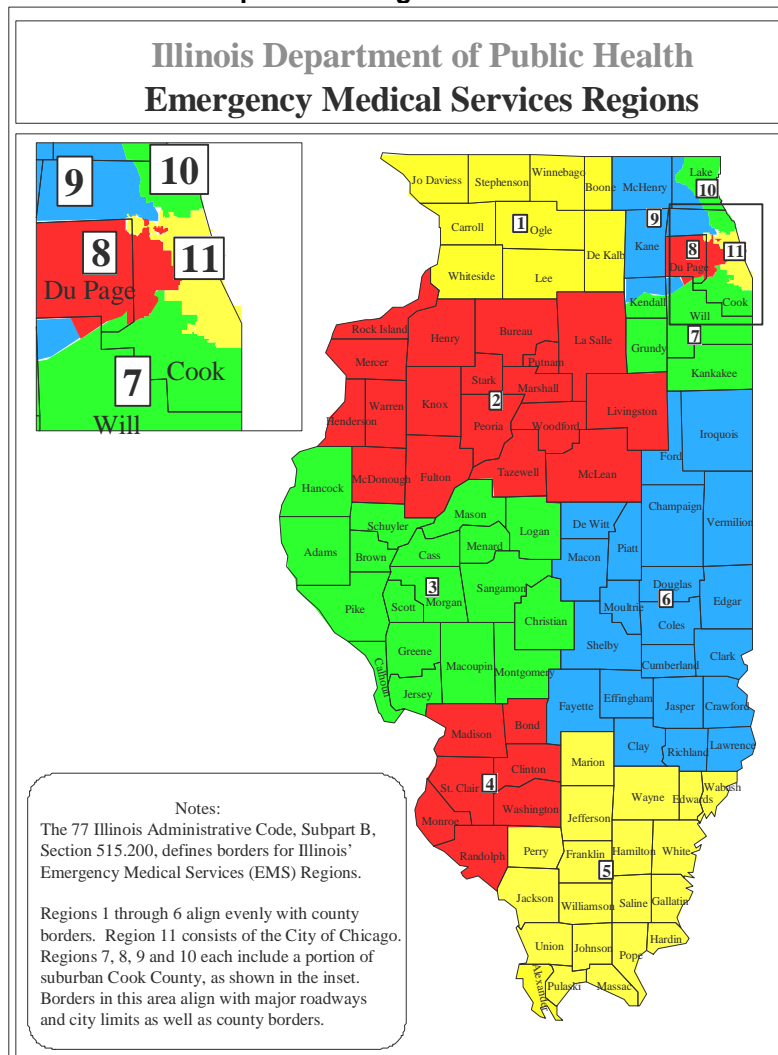 Illinois Department of Public Health
Emergency Medical Services Regions
9
10
8
11
Du Page
7
Cook
Will
Jo Daviess
Stephenson
Winnebago
Boone
McHenry
Lake
10
Carroll
1
Ogle
9
De Kalb
Kane
8
11
Du Page
Whiteside
Lee
Kendall
Cook
Will
Rock Island
Henry
Bureau
La Salle
Grundy
7
Mercer
Putnam
Kankakee
Stark
Marshall
Knox
2
Warren
Henderson
Peoria
Woodford
Livingston
Iroquois
Ford
McDonough
Fulton
Tazewell
McLean
Hancock
Mason
Champaign
Vermilion
Schuyler
Logan
De Witt
Adams
Brown
Cass
Menard
Macon
Piatt
3
Sangamon
Douglas
6
Edgar
Pike
Scott
Morgan
Christian
Moultrie
Coles
Shelby
Greene
Macoupin
Montgomery
Cumberland
Clark
Calhoun
Jersey
Fayette
Effingham
Jasper
Crawford
Madison
Bond
Clay
Richland
Lawrence
Clinton
Marion
St. Clair
4
Wayne
Edwards
Wabash
Washington
Jefferson
Monroe
Randolph
Perry
Franklin
Hamilton
White
5
Jackson
Williamson
Saline
Gallatin
Union
Johnson
Pope
Hardin
Alexander
Pulaski
Massac
Notes:
The 77 Illinois Administrative Code, Subpart B,
Section 515.200, defines borders for Illinois'
Emergency Medical Services (EMS) Regions.
Regions 1 through 6 align evenly with county
borders. Region 11 consists of the City of Chicago.
Regions 7, 8, 9 and 10 each include a portion of
suburban Cook County, as shown in the inset.
Borders in this area align with major roadways
and city limits as well as county borders.